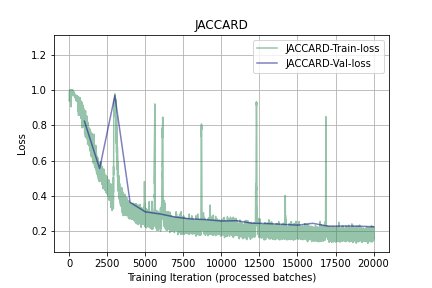 JACCARD
JACCARD-Train-loss
JACCARD-Val-loss
Loss
1.2
1.0
0.8
0.6
0.4
0.2
0 2500 5000 7500 10000 12500 15000 17500 20000
Training Iteration (processed batches)